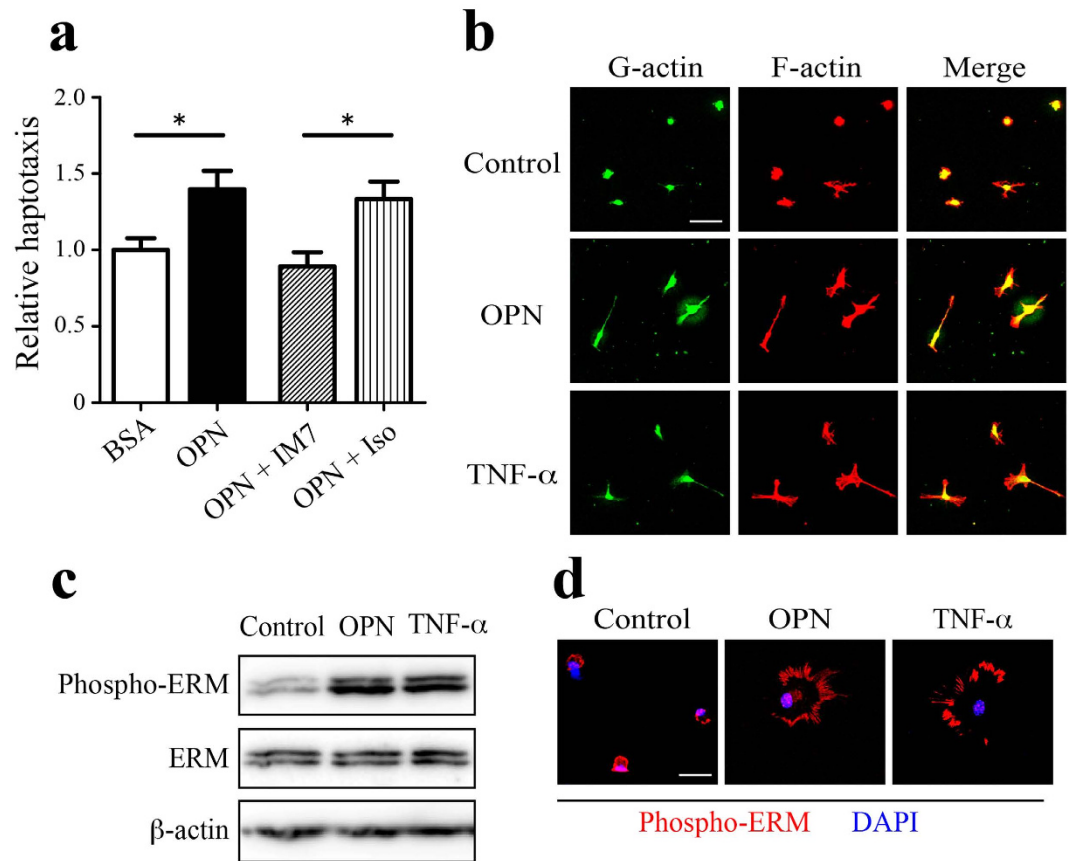 a
Relative haptotaxis
2.0
1.5
1.0
0.5
0
*
*
BSA
OPN
OPN + IM7
OPN + Iso
b
G-actin F-actin Merge
Control
OPN
TNF-α
c
Control OPN TNF-α
Phospho-ERM
ERM
β-actin
d
Control OPN TNF-α
Phospho-ERM DAPI